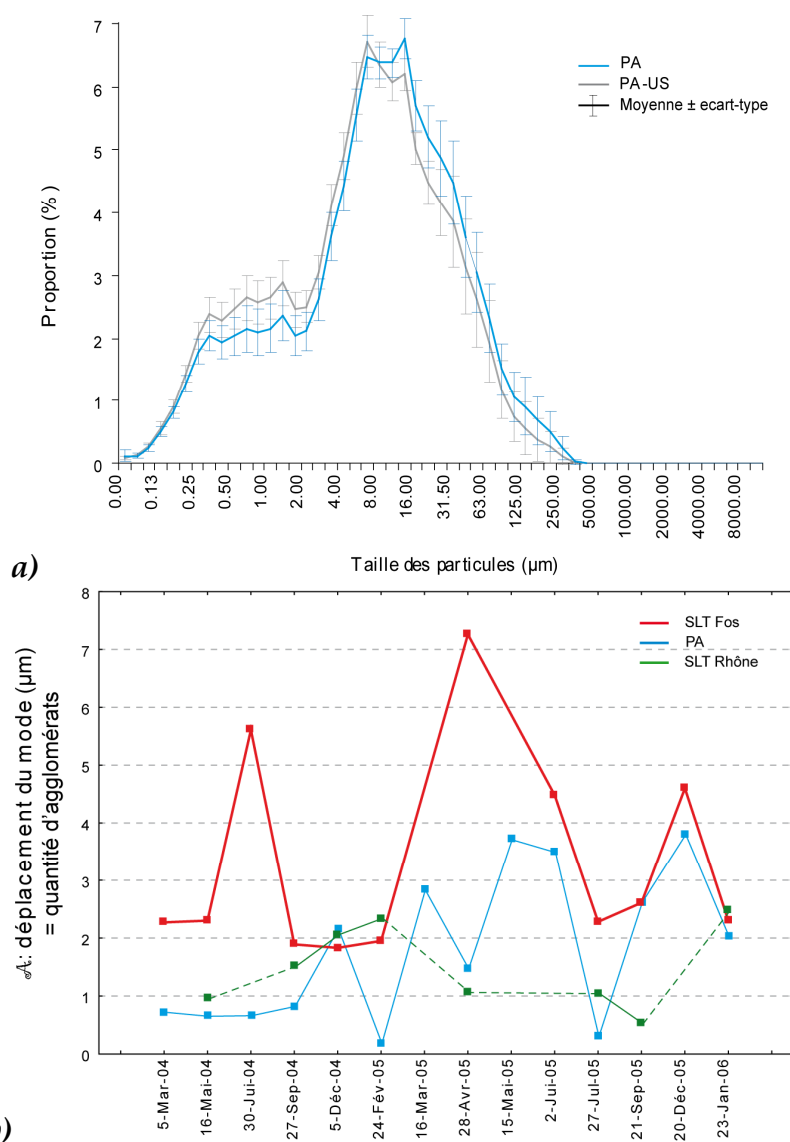 7
6
5
4
3
2
1
0
Proportion (%)
PA
PA-US
Moyenne ± ecart-type
0.00
0.13
0.25
0.50
1.00
2.00
4.00
8.00
16.00
31.50
63.00
125.00
250.00
500.00
1000.00
2000.00
4000.00
8000.00
a)
Taille des particules (µm)
8
7
6
5
4
3
2
1
0
𝒜: déplacement du mode (µm)
= quantité d'agglomérats
SLT Fos
PA
SLT Rhône
5-Mar-04
16-Mai-04
30-Jui-04
27-Sep-04
5-Déc-04
24-Fév-05
16-Mar-05
28-Avr-05
15-Mai-05
2-Jui-05
27-Jul-05
21-Sep-05
20-Déc-05
23-Jan-06